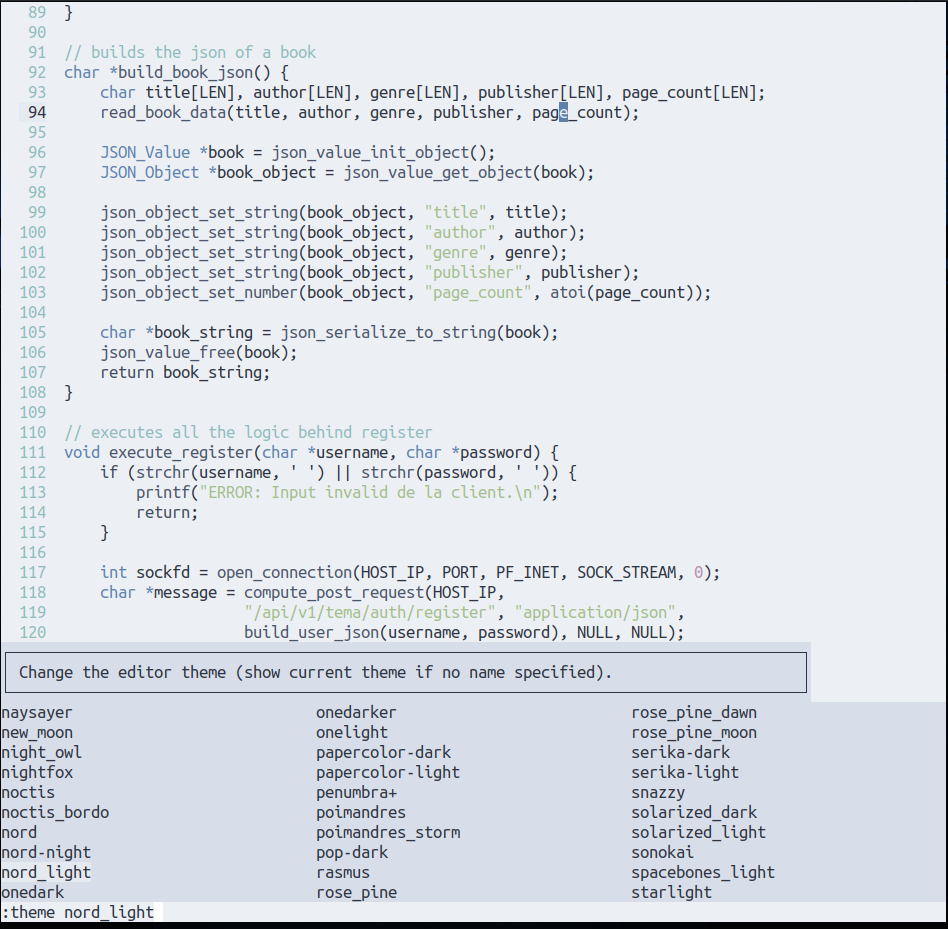 89 }
90
91 // builds the json of a book
92 char *build_book_json() {
93     char title[LEN], author[LEN], genre[LEN], publisher[LEN], page_count[LEN];
94     read_book_data(title, author, genre, publisher, page_count);
95
96     JSON_Value *book = json_value_init_object();
97     JSON_Object *book_object = json_value_get_object(book);
98
99     json_object_set_string(book_object, "title", title);
100     json_object_set_string(book_object, "author", author);
101     json_object_set_string(book_object, "genre", genre);
102     json_object_set_string(book_object, "publisher", publisher);
103     json_object_set_number(book_object, "page_count", atoi(page_count));
104
105     char *book_string = json_serialize_to_string(book);
106     json_value_free(book);
107     return book_string;
108 }
109
110 // executes all the logic behind register
111 void execute_register(char *username, char *password) {
112     if (strchr(username, ' ') || strchr(password, ' ')) {
113         printf("ERROR: Input invalid de la client.\n");
114         return;
115     }
116
117     int sockfd = open_connection(HOST_IP, PORT, PF_INET, SOCK_STREAM, 0);
118     char *message = compute_post_request(HOST_IP,
119                     "/api/v1/tema/auth/register", "application/json",
120                     build_user_json(username, password), NULL, NULL);
Change the editor theme (show current theme if no name specified).
naysayer onedarker rose_pine_dawn
new_moon onelight rose_pine_moon
night_owl papercolor-dark serika-dark
nightfox papercolor-light serika-light
noctis penumbra+ snazzy
noctis_bordo poimandres solarized_dark
nord poimandres_storm solarized_light
nord-night pop-dark sonokai
nord_light rasmus spacebones_light
onedark rose_pine starlight
:theme nord_light